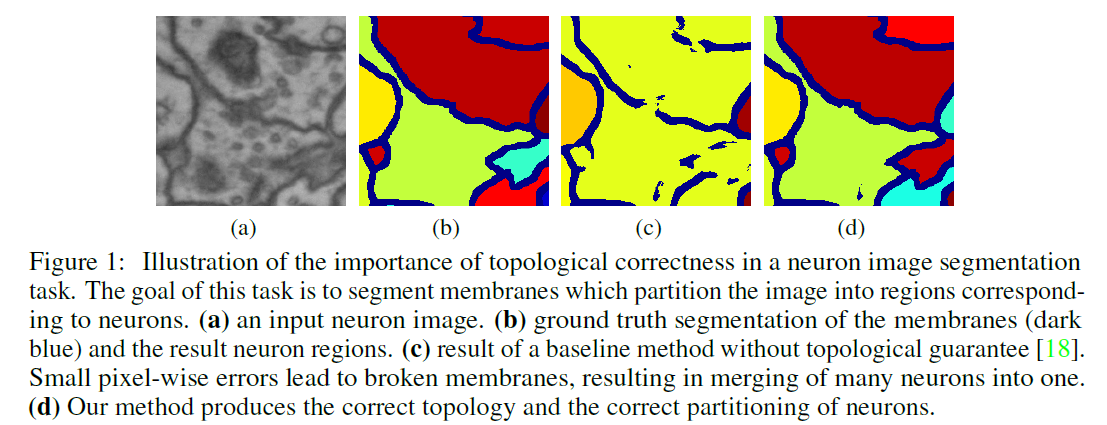 (a) (b) (c) (d)
Figure 1: Illustration of the importance of topological correctness in a neuron image segmentation
task. The goal of this task is to segment membranes which partition the image into regions correspond-
ing to neurons. (a) an input neuron image. (b) ground truth segmentation of the membranes (dark
blue) and the result neuron regions. (c) result of a baseline method without topological guarantee [18].
Small pixel-wise errors lead to broken membranes, resulting in merging of many neurons into one.
(d) Our method produces the correct topology and the correct partitioning of neurons.